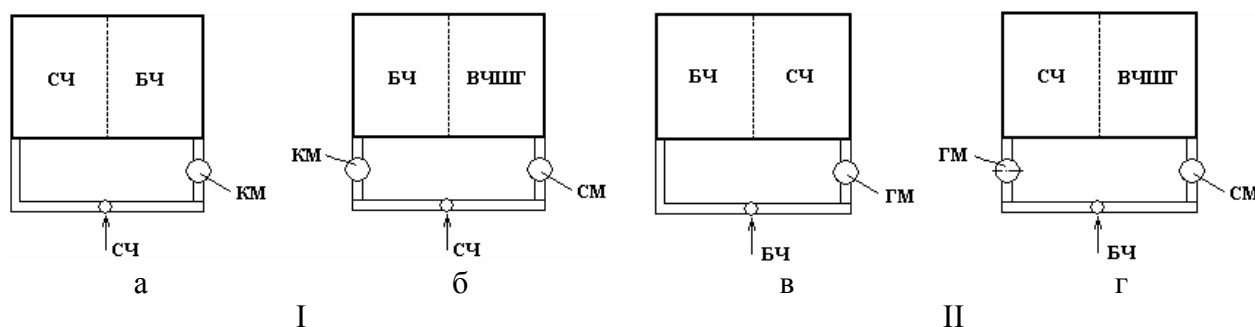 СЧ БЧ БЧ ВЧШГ БЧ СЧ СЧ ВЧШГ
КМ СМ ГМ ГМ СМ
КМ
СЧ СЧ БЧ БЧ
а б в г
I II